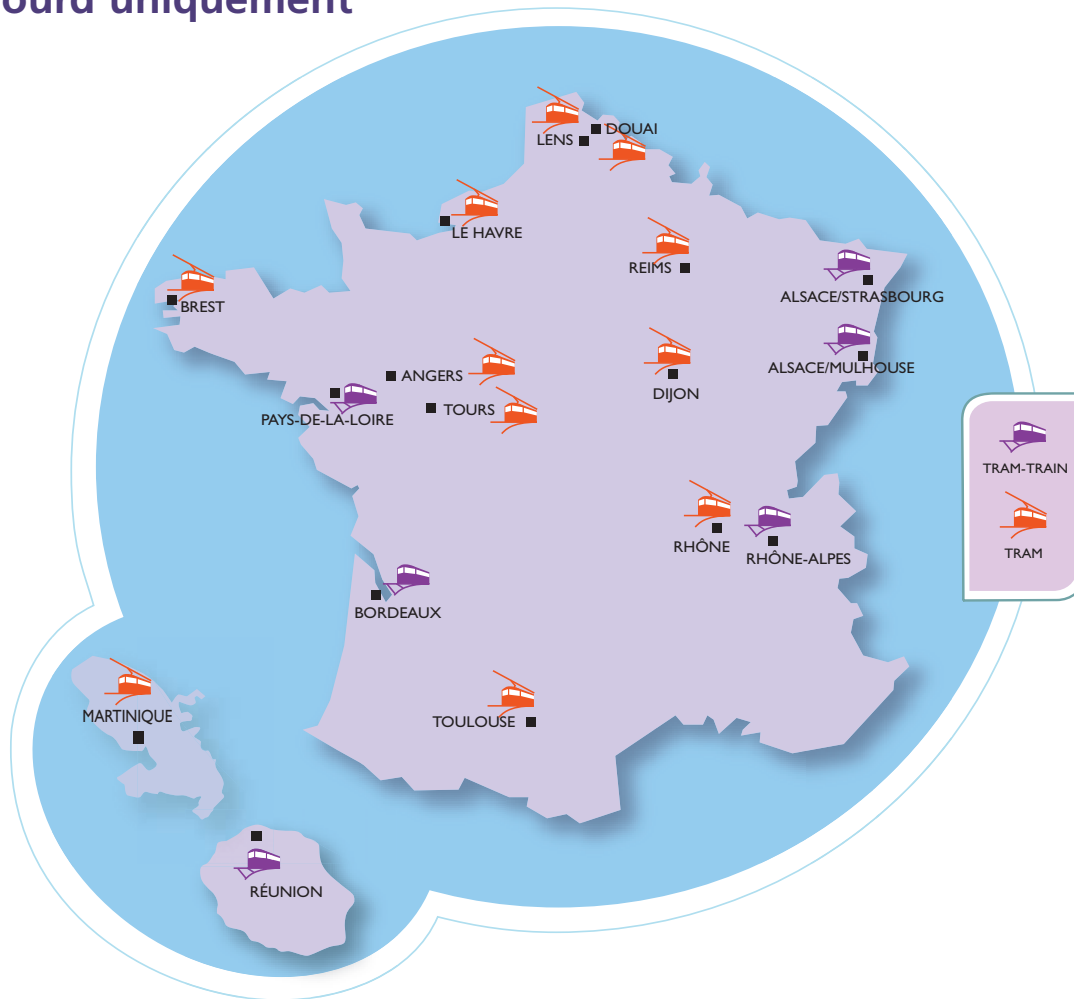 ourd uniquement
DOUAI
LENS
LE HAVRE
REIMS
ALSACE/STRASBOURG
BREST
ALSACE/MULHOUSE
ANGERS
DIJON
TOURS
PAYS-DE-LA-LOIRE
TRAM-TRAIN
RHÔNE
TRAM
RHÔNE-ALPES
BORDEAUX
MARTINIQUE
TOULOUSE
RÉUNION